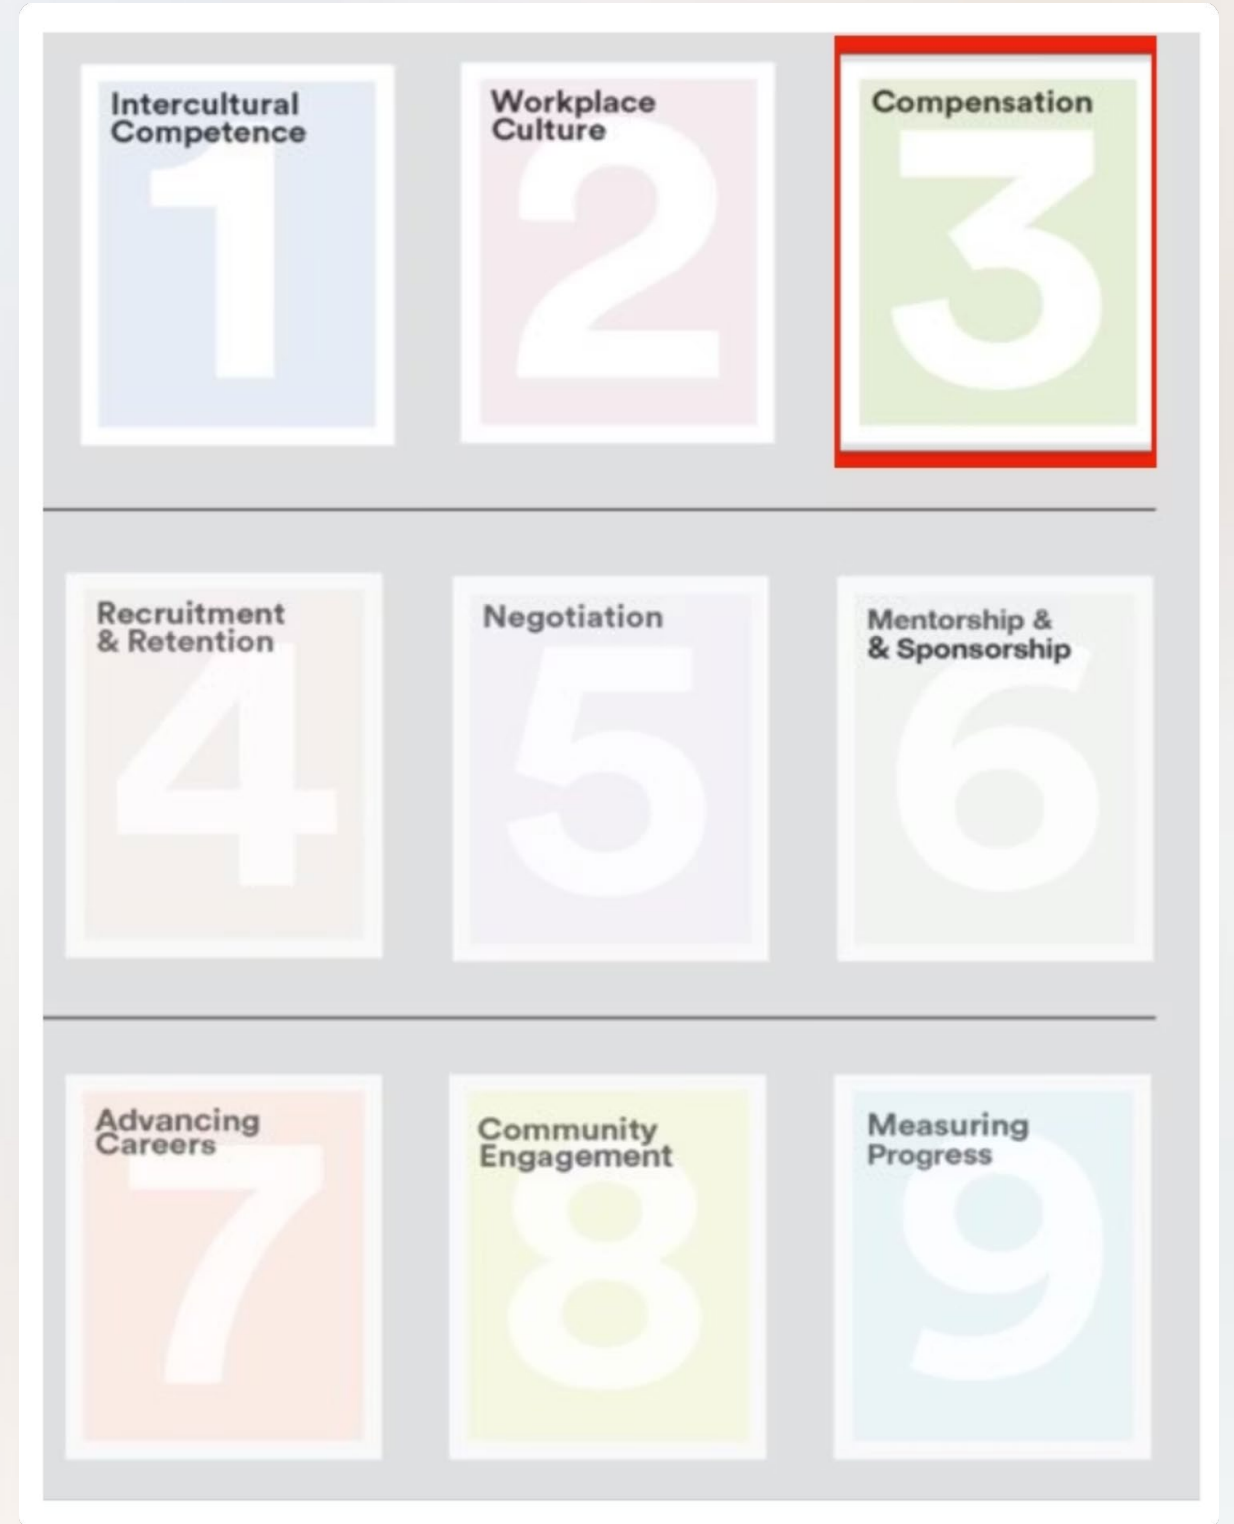 Intercultural
Competence
1
Workplace
Culture
2
Compensation
3
Recruitment
& Retention
4
Negotiation
5
Mentorship &
& Sponsorship
6
Advancing
Careers
7
Community
Engagement
8
Measuring
Progress
9